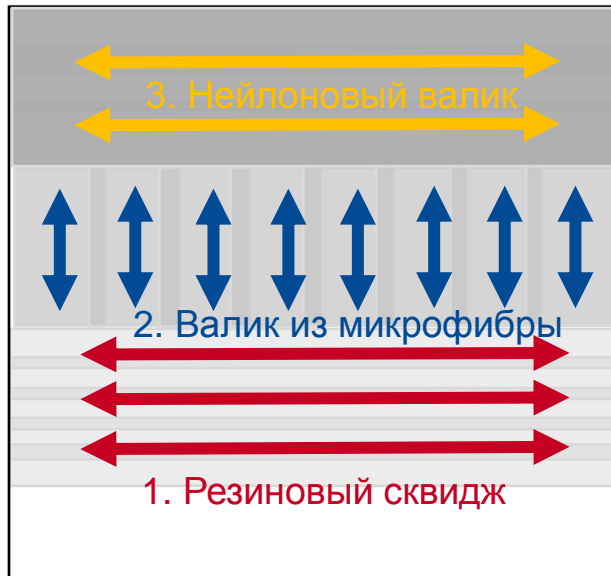 3. Нейлоновый валик
2. Валик из микрофибры
1. Резиновый сквидж